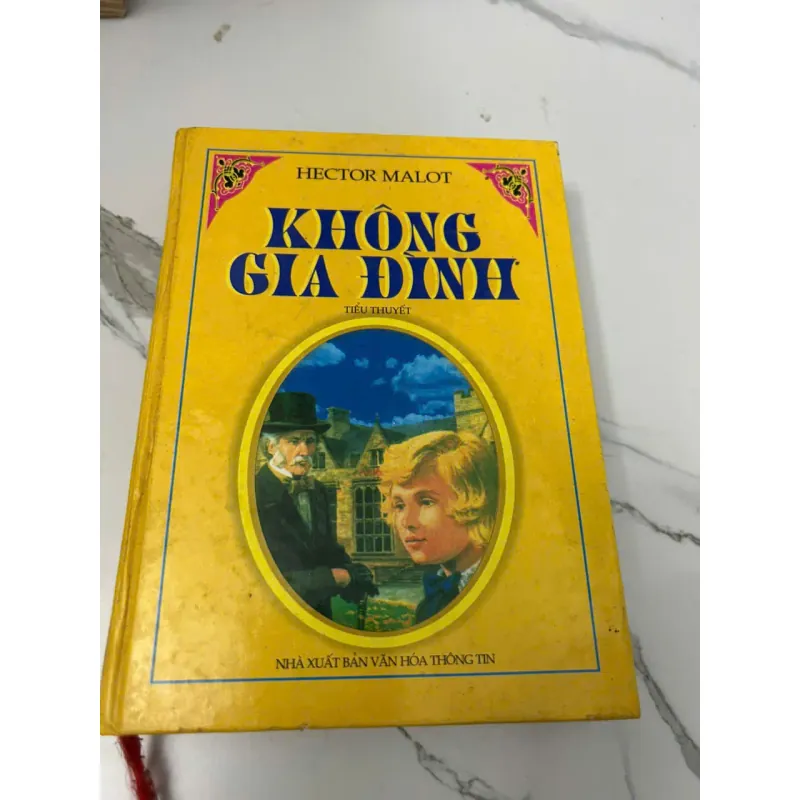 HECTOR MALOT
KHÔNG
GIA ĐÌNH
TIỂU THUYẾT
NHÀ XUẤT BẢN VĂN HÓA THÔNG TIN